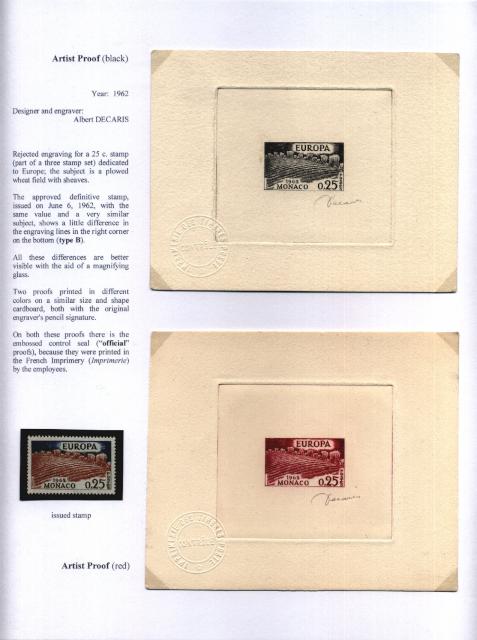 Artist Proof (black)
Year: 1962
Designer and engraver:
Albert DECARIS
Rejected engraving for a 25 c. stamp
(part of a three stamp set) dedicated
to Europe; the subject is a plowed
wheat field with sheaves.
The approved definitive stamp,
issued on June 6, 1962, with the
same value and a very similar
subject, shows a little difference in
the engraving lines in the right corner
on the bottom (type B).
All these differences are better
visible with the aid of a magnifying
glass.
Two proofs printed in different
colors on a similar size and shape
cardboard, both with the original
engraver's pencil signature.
On both these proofs there is the
embossed control seal ("official"
proofs), because they were printed in
the French Imprimery (Imprimerie)
by the employees.
EUROPA
1962
MONACO
0,25
issued stamp
Artist Proof (red)
EUROPA
1962
MONACO
0,25
Decaris
EUROPA
1962
MONACO
0,25
Decaris